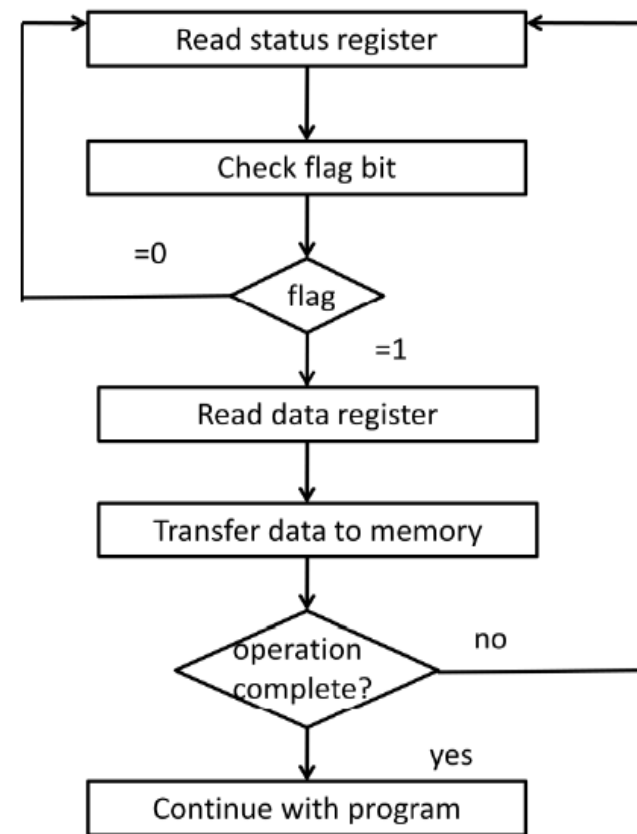 Read status register
Check flag bit
=0
flag
=1
Read data register
Transfer data to memory
operation
complete?
no
yes
Continue with program